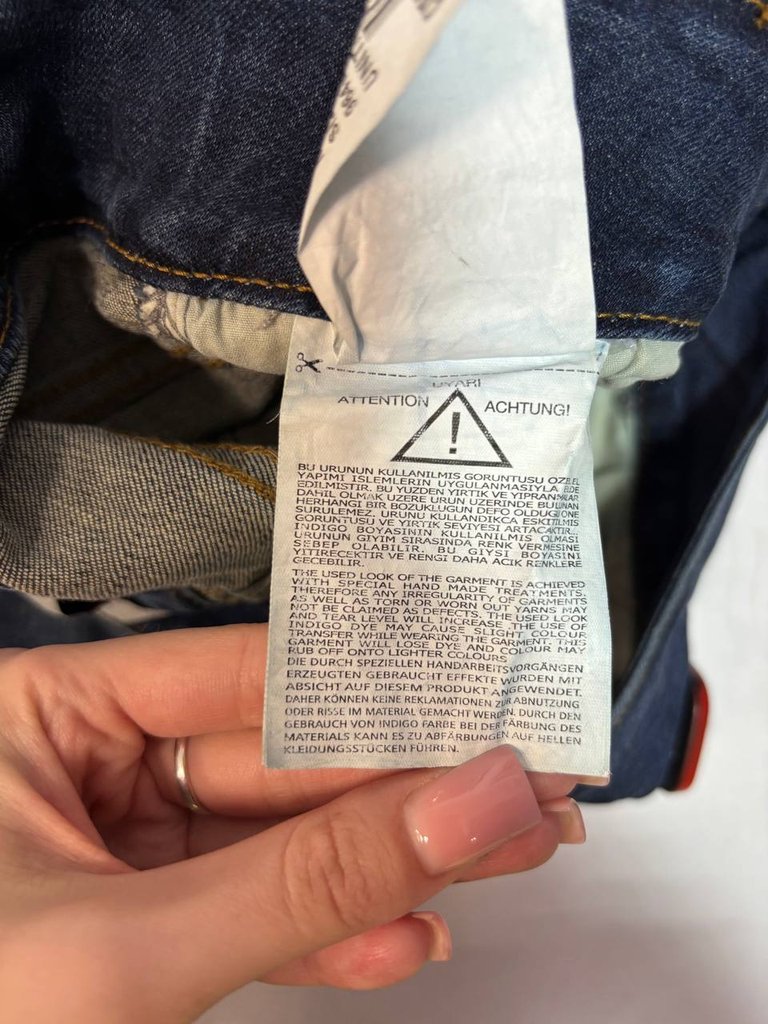 UYARI
ATTENTION ! ACHTUNG!
BU URUNUN KULLANILMIS GORUNTUSU OZEL
YAPIMI ISLEMLERIN UYGULANMASIYLA ELDE
EDILMISTIR. BU YUZDEN YIRTIK VE YIPRANMALAR
DAHIL OLMAK UZERE URUN UZERINDE BULUNAN
HERHANGI BIR BOZUKLUGUN DEFO OLDUGU ONE
SURULEMEZ. URUNU KULLANDIKCA ESKITILMIS
GORUNTUSU VE YIRTIK SEVIYESI ARTACAKTIR..
INDIGO BOYASININ KULLANILMIS OLMASI
URUNUN GIYIM SIRASINDA RENK VERMESINE
SEBEP OLABILIR. BU GIYSI BOYASINI
YITIRECEKTIR VE RENGI DAHA ACIK RENKLERE
GECEBILIR.
THE USED LOOK OF THE GARMENT IS ACHIEVED
WITH SPECIAL HAND MADE TREATMENTS.
THEREFORE ANY IRREGULARITY OF GARMENTS
AS WELL AS TORN OR WORN OUT YARNS MAY
NOT BE CLAIMED AS DEFECTS. THE USED LOOK
AND TEAR LEVEL WILL INCREASE .THE USE OF
INDIGO DYE MAY CAUSE SLIGHT COLOUR
TRANSFER WHILE WEARING THE GARMENT. THIS
GARMENT WILL LOSE DYE AND COLOUR MAY
RUB OFF ONTO LIGHTER COLOURS
DIE DURCH SPEZIELLEN HANDARBEITSVORGÄNGEN
ERZEUGTEN GEBRAUCHT EFFEKTE WURDEN MIT
ABSICHT AUF DIESEM PRODUKT ANGEWENDET.
DAHER KÖNNEN KEINE REKLAMATIONEN ZUR ABNUTZUNG
ODER RISSE IM MATERIAL GEMACHT WERDEN. DURCH DEN
GEBRAUCH VON INDIGO FARBE BEI DER FÄRBUNG DES
MATERIALS KANN ES ZU ABFÄRBUNGEN AUF HELLEN
KLEIDUNGSSTÜCKEN FÜHREN.